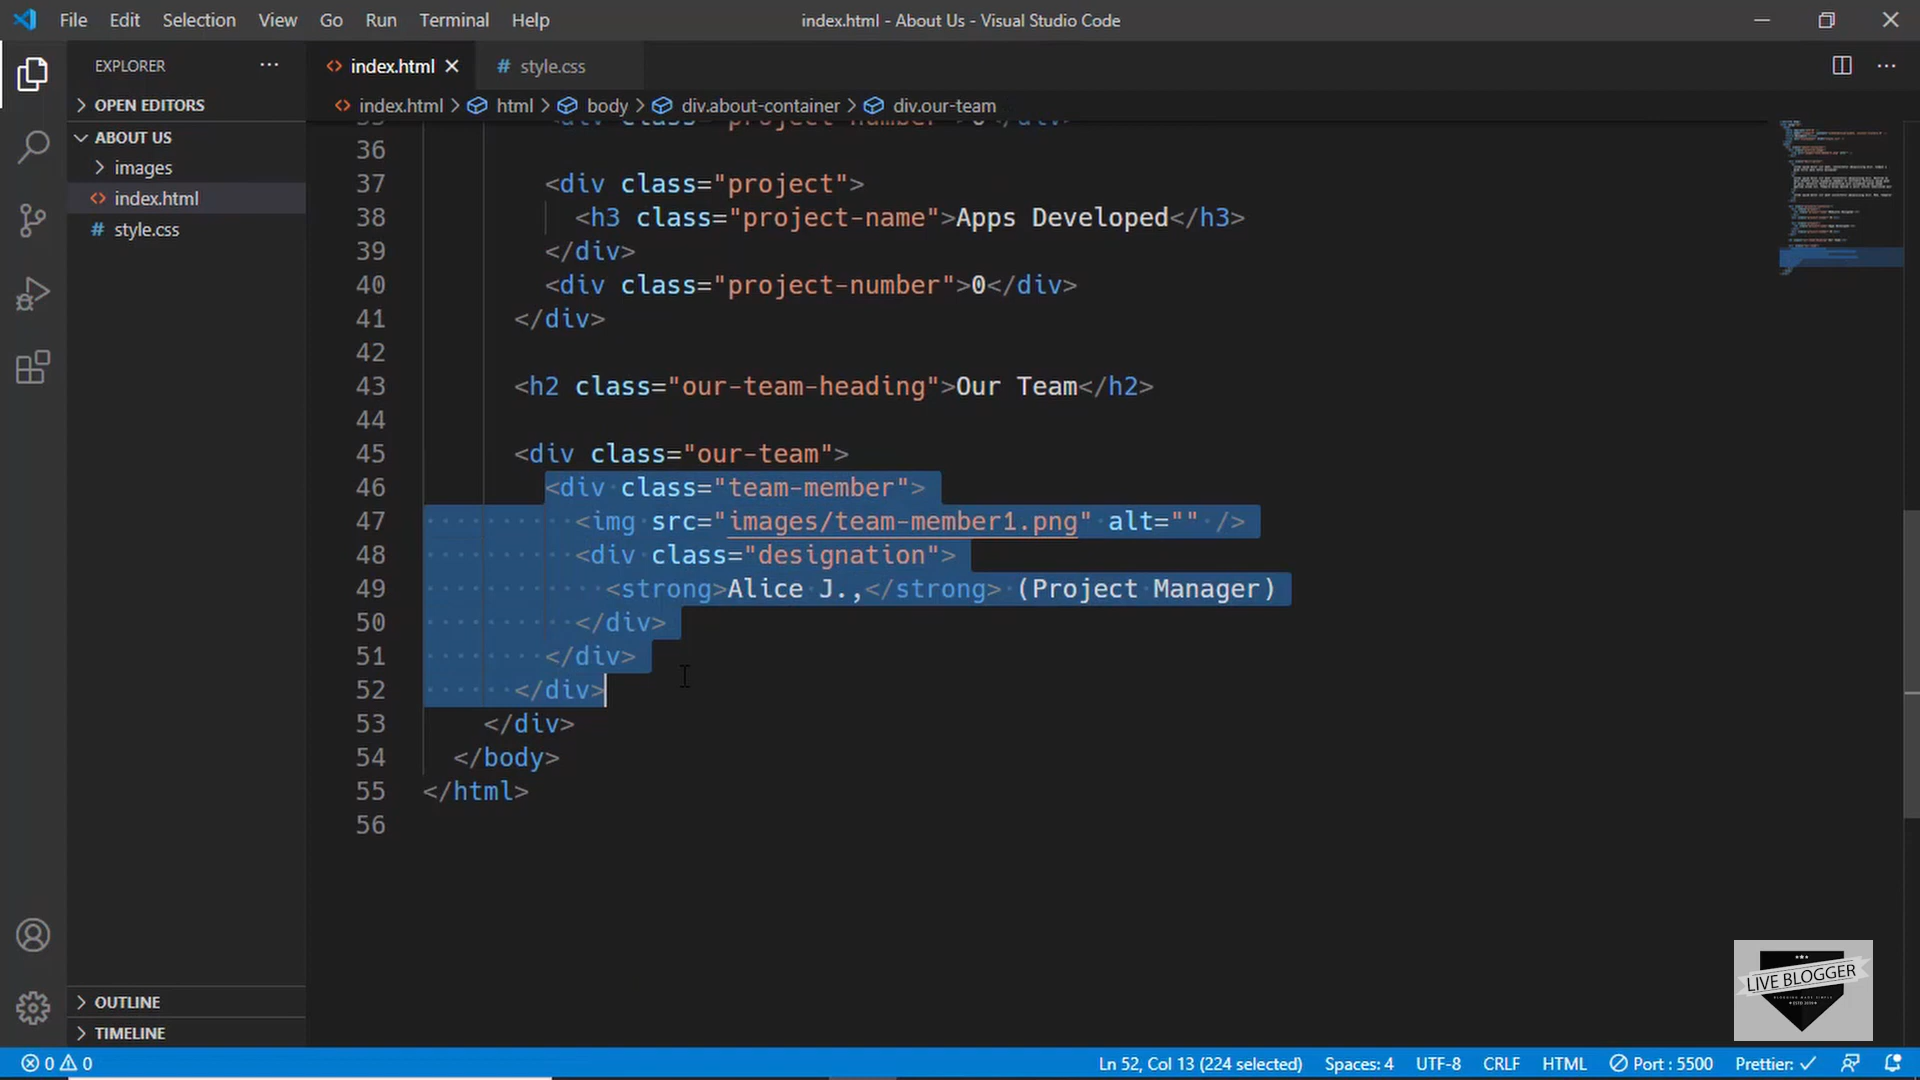 File Edit Selection View Go Run Terminal Help index.html - About Us - Visual Studio Code
EXPLORER ... index.html style.css ...
OPEN EDITORS index.html > html > body > div.about-container > div.our-team
ABOUT US
images
index.html
style.css
36
37 <div class="project">
38 <h3 class="project-name">Apps Developed</h3>
39 </div>
40 <div class="project-number">0</div>
41 </div>
42
43 <h2 class="our-team-heading">Our Team</h2>
44
45 <div class="our-team">
46 <div class="team-member">
47 <img src="images/team-member1.png" alt="" />
48 <div class="designation">
49 <strong>Alice J.,</strong> (Project Manager)
50 </div>
51 </div>
52 </div>
53 </div>
54 </body>
55 </html>
56
LIVE BLOGGER
OUTLINE
TIMELINE
0 0 Ln 52, Col 13 (224 selected) Spaces: 4 UTF-8 CRLF HTML Port : 5500 Prettier: ✓